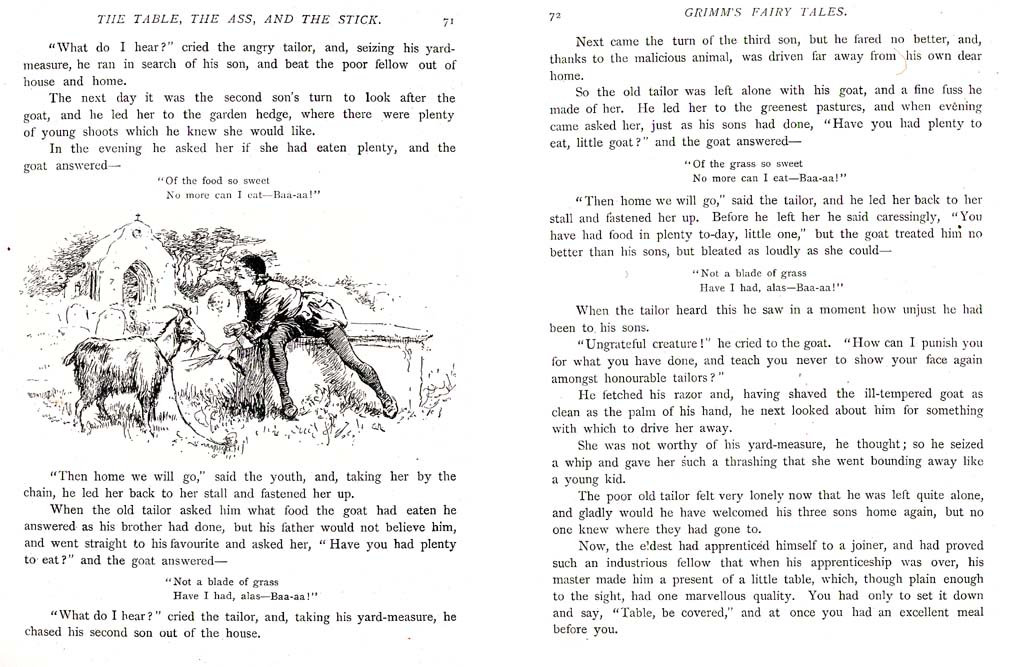 THE TABLE, THE ASS, AND THE STICK. 71
"What do I hear?" cried the angry tailor, and, seizing his yard-
measure, he ran in search of his son, and beat the poor fellow out of
house and home.
The next day it was the second son's turn to look after the
goat, and he led her to the garden hedge, where there were plenty
of young shoots which he knew she would like.
In the evening he asked her if she had eaten plenty, and the
goat answered—
"Of the food so sweet
No more can I eat—Baa-aa!"
"Then home we will go," said the youth, and, taking her by the
chain, he led her back to her stall and fastened her up.
When the old tailor asked him what food the goat had eaten he
answered as his brother had done, but his father would not believe him,
and went straight to his favourite and asked her, "Have you had plenty
to eat?" and the goat answered—
"Not a blade of grass
Have I had, alas—Baa-aa!"
"What do I hear?" cried the tailor, and, taking his yard-measure, he
chased his second son out of the house.
72 GRIMM'S FAIRY TALES.
Next came the turn of the third son, but he fared no better, and,
thanks to the malicious animal, was driven far away from his own dear
home.
So the old tailor was left alone with his goat, and a fine fuss he
made of her. He led her to the greenest pastures, and when evening
came asked her, just as his sons had done, "Have you had plenty to
eat, little goat?" and the goat answered—
"Of the grass so sweet
No more can I eat—Baa-aa!"
"Then home we will go," said the tailor, and he led her back to her
stall and fastened her up. Before he left her he said caressingly, "You
have had food in plenty to-day, little one," but the goat treated him no
better than his sons, but bleated as loudly as she could—
"Not a blade of grass
Have I had, alas—Baa-aa!"
When the tailor heard this he saw in a moment how unjust he had
been to his sons.
"Ungrateful creature!" he cried to the goat. "How can I punish you
for what you have done, and teach you never to show your face again
amongst honourable tailors?"
He fetched his razor and, having shaved the ill-tempered goat as
clean as the palm of his hand, he next looked about him for something
with which to drive her away.
She was not worthy of his yard-measure, he thought; so he seized
a whip and gave her such a thrashing that she went bounding away like
a young kid.
The poor old tailor felt very lonely now that he was left quite alone,
and gladly would he have welcomed his three sons home again, but no
one knew where they had gone to.
Now, the eldest had apprenticed himself to a joiner, and had proved
such an industrious fellow that when his apprenticeship was over, his
master made him a present of a little table, which, though plain enough
to the sight, had one marvellous quality. You had only to set it down
and say, "Table, be covered," and at once you had an excellent meal
before you.